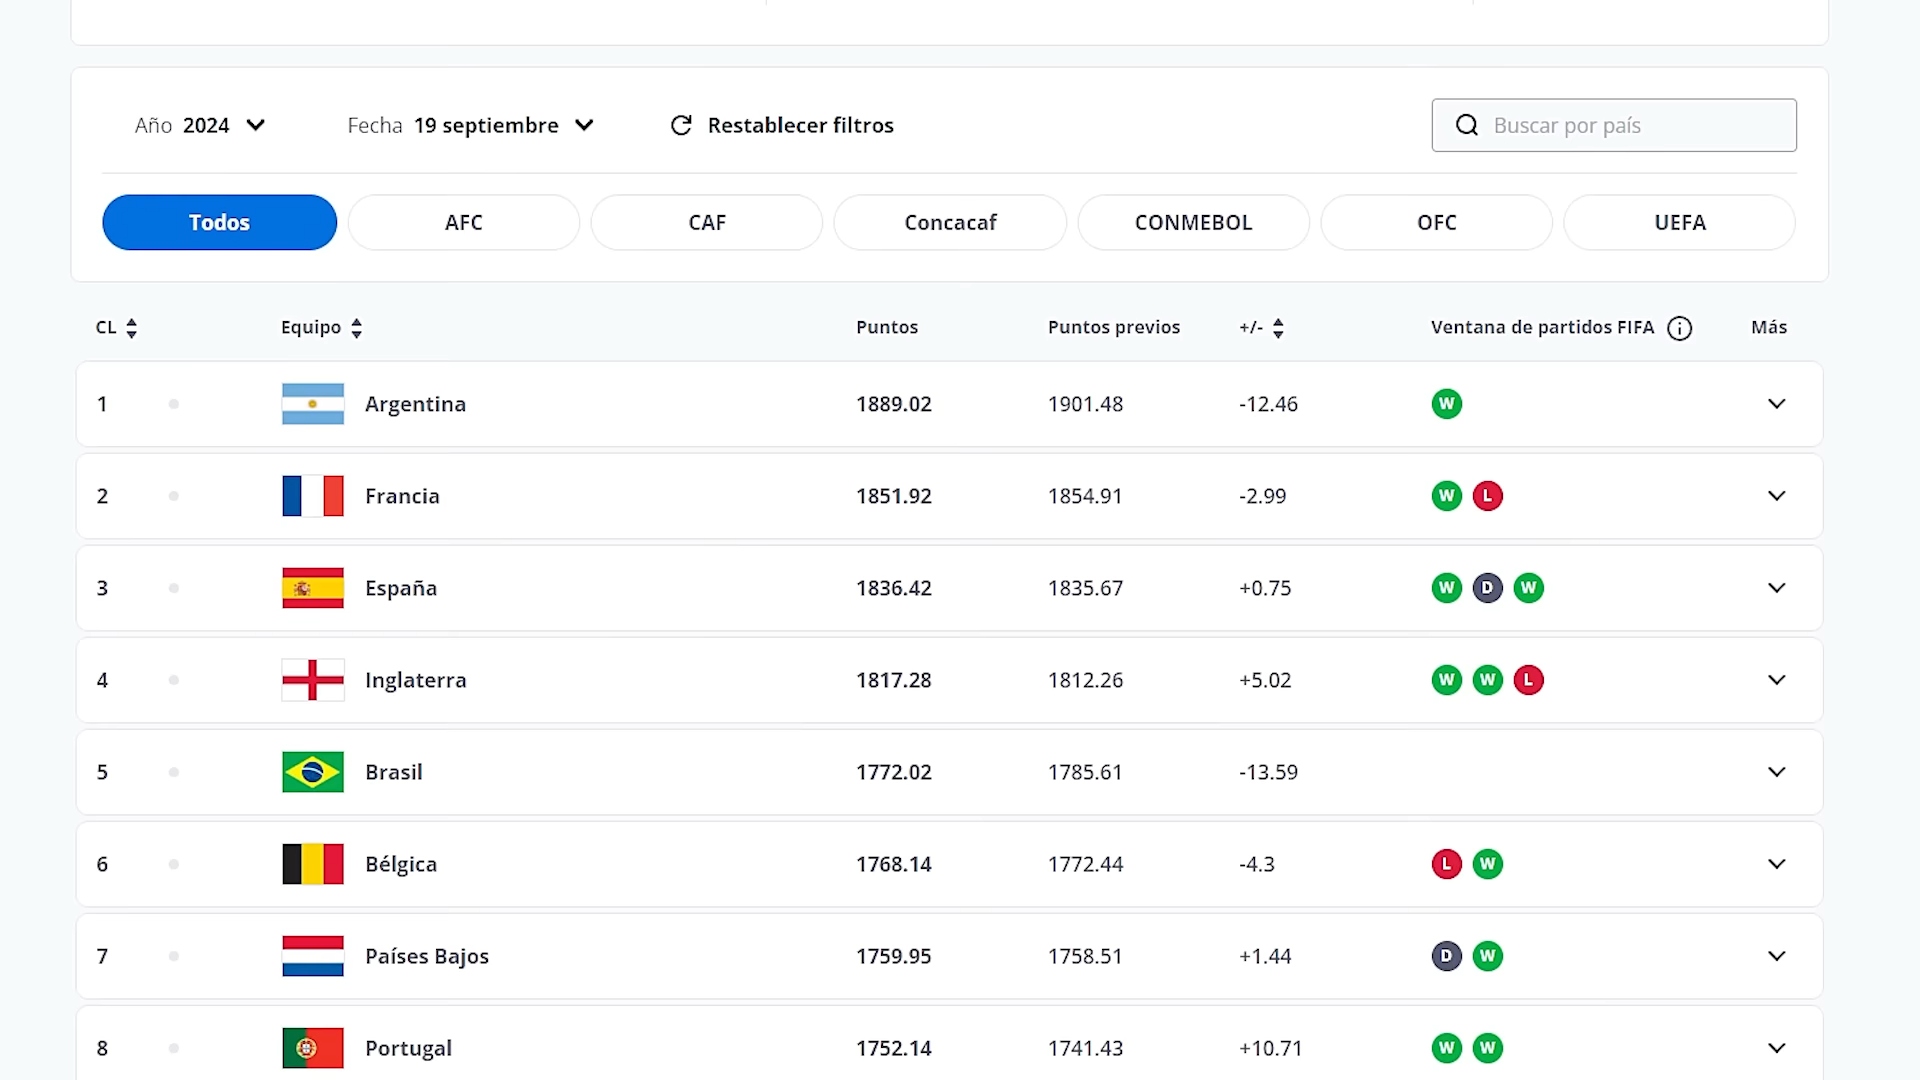 Año 2024 Fecha 19 septiembre Restablecer filtros Buscar por país
Todos AFC CAF Concacaf CONMEBOL OFC UEFA
CL Equipo Puntos Puntos previos +/- Ventana de partidos FIFA Más
1 Argentina 1889.02 1901.48 -12.46 W
2 Francia 1851.92 1854.91 -2.99 W L
3 España 1836.42 1835.67 +0.75 W D W
4 Inglaterra 1817.28 1812.26 +5.02 W W L
5 Brasil 1772.02 1785.61 -13.59
6 Bélgica 1768.14 1772.44 -4.3 L W
7 Países Bajos 1759.95 1758.51 +1.44 D W
8 Portugal 1752.14 1741.43 +10.71 W W